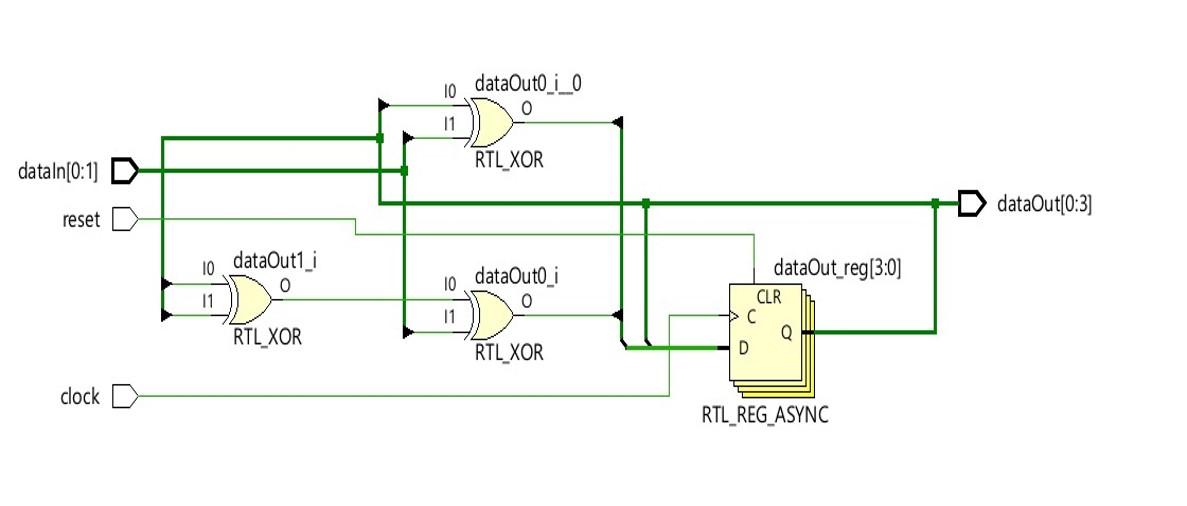 dataOut0_i__0
I0
O
I1
RTL_XOR
dataIn[0:1]
reset
dataOut[0:3]
dataOut1_i
I0
O
I1
RTL_XOR
dataOut0_i
I0
O
I1
RTL_XOR
dataOut_reg[3:0]
CLR
C
Q
D
RTL_REG_ASYNC
clock